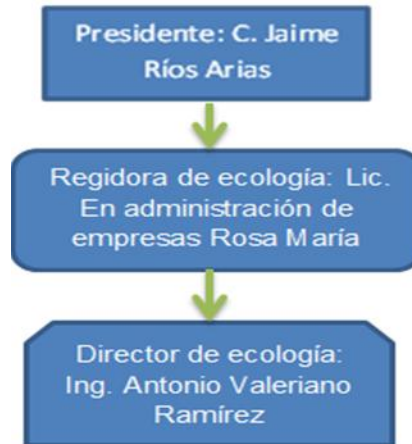 Presidente: C. Jaime
Ríos Arias
Regidora de ecología: Lic.
En administración de
empresas Rosa María
Director de ecología:
Ing. Antonio Valeriano
Ramírez